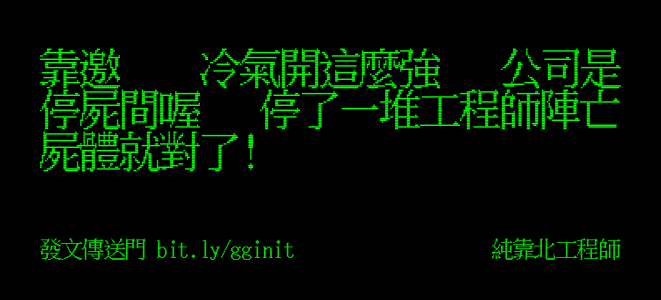 靠邀　　冷氣開這麼強　公司是
停屍間喔　停了一堆工程師陣亡
屍體就對了！
發文傳送門 bit.ly/gginit
純靠北工程師